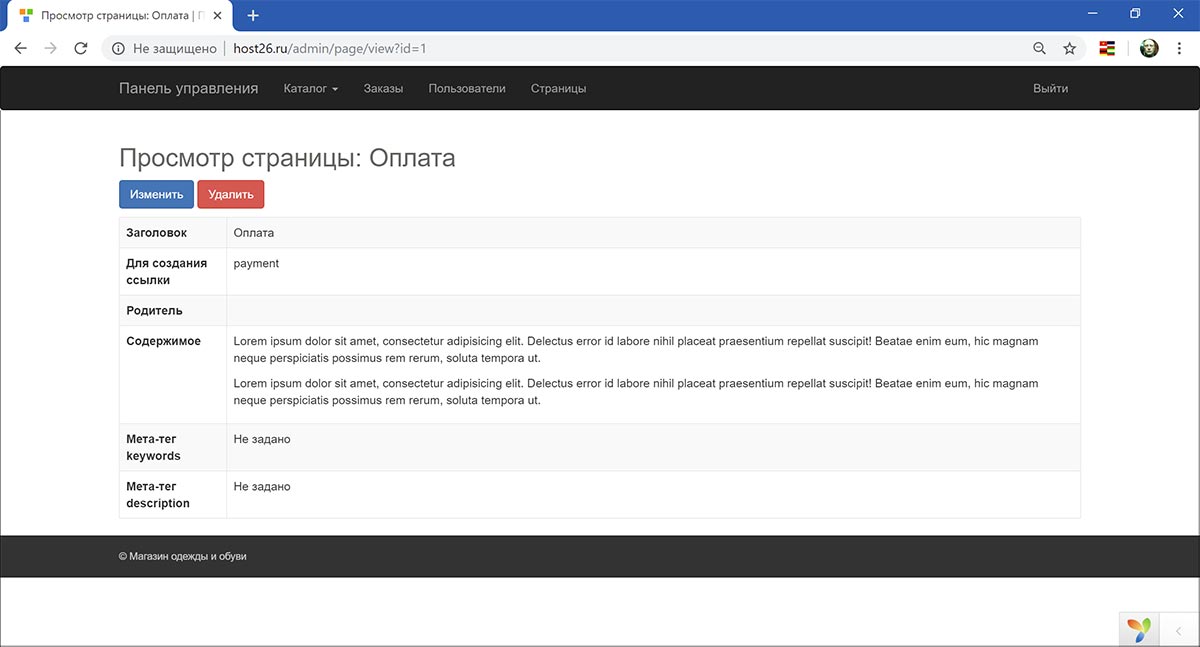 Просмотр страницы: Оплата | П
Не защищено | host26.ru/admin/page/view?id=1
Панель управления Каталог Заказы Пользователи Страницы Выйти
Просмотр страницы: Оплата
Изменить Удалить
Заголовок Оплата
Для создания payment
ссылки
Родитель
Содержимое Lorem ipsum dolor sit amet, consectetur adipisicing elit. Delectus error id labore nihil placeat praesentium repellat suscipit! Beatae enim eum, hic magnam
neque perspiciatis possimus rem rerum, soluta tempora ut.
Lorem ipsum dolor sit amet, consectetur adipisicing elit. Delectus error id labore nihil placeat praesentium repellat suscipit! Beatae enim eum, hic magnam
neque perspiciatis possimus rem rerum, soluta tempora ut.
Мета-тег Не задано
keywords
Мета-тег Не задано
description
© Магазин одежды и обуви